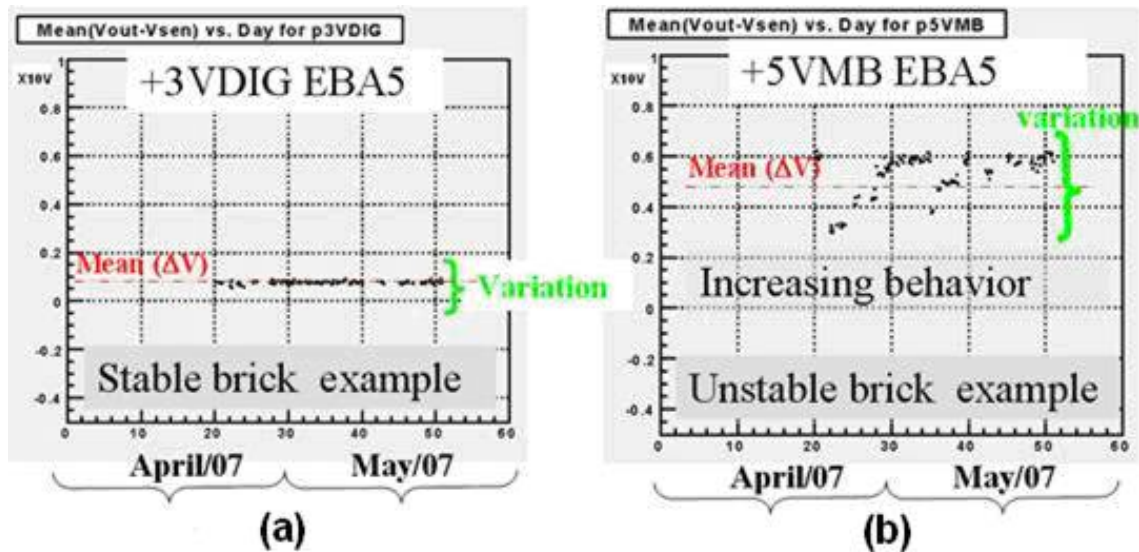 Mean(Vout-Vsen) vs. Day for p3VDIG
X10V
+3VDIG EBA5
1
0.8
0.6
0.4
0.2
0
-0.2
-0.4
Mean (ΔV)
Variation
Stable brick example
0 10 20 30 40 50 60
April/07 May/07
(a)
Mean(Vout-Vsen) vs. Day for p5VMB
X10V
+5VMB EBA5
1
0.8
0.6
0.4
0.2
0
-0.2
-0.4
variation
Mean (ΔV)
Increasing behavior
Unstable brick example
0 10 20 30 40 50 60
April/07 May/07
(b)